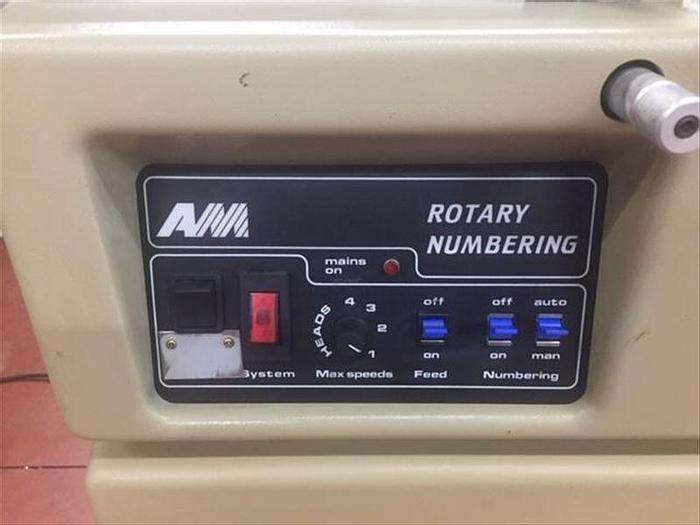 ROTARY
NUMBERING
mains
on
HEADS
4
3
2
1
off
off
auto
on
on
man
System
Max speeds
Feed
Numbering